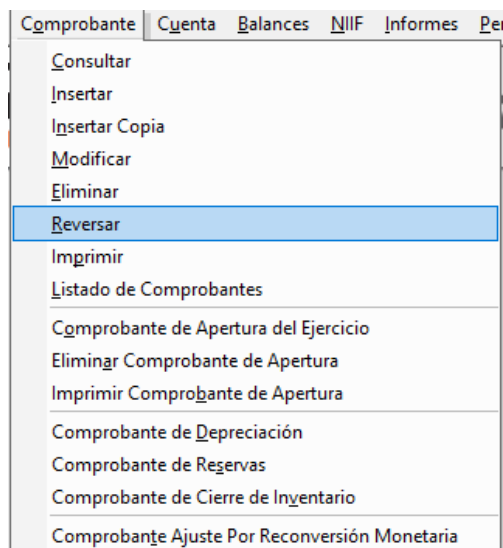 Comprobante Cuenta Balances NIIF Informes
Consultar
Insertar
Insertar Copia
Modificar
Eliminar
Reversar
Imprimir
Listado de Comprobantes
Comprobante de Apertura del Ejercicio
Eliminar Comprobante de Apertura
Imprimir Comprobante de Apertura
Comprobante de Depreciación
Comprobante de Reservas
Comprobante de Cierre de Inventario
Comprobante Ajuste Por Reconversión Monetaria